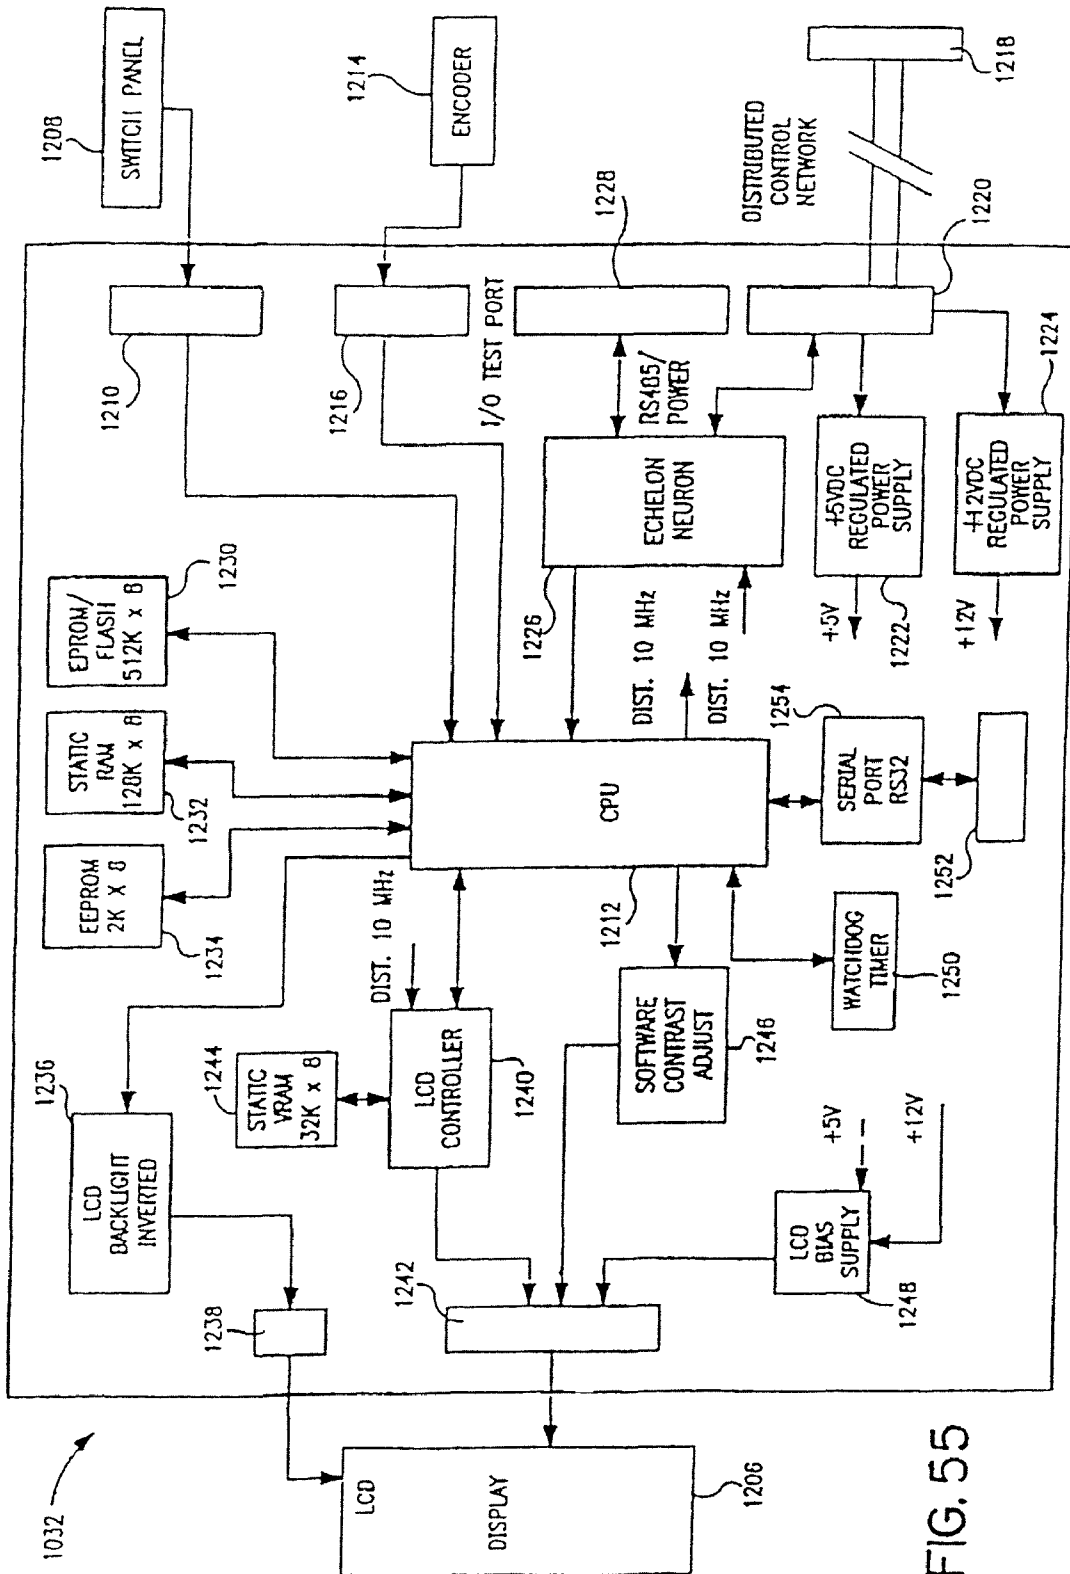 1032
LCD
DISPLAY
1206
1238
1236
LCD
BACKLIGHT
INVERTED
1242
1244
STATIC
VRAM
32K x 8
LCD
CONTROLLER
1240
DIST. 10 MHz
EEPROM
2K X 8
1234
STATIC
RAM
128K x 8
1232
EPROM/
FLASH
512K x 8
1230
1210
SWITCH PANEL
1208
SOFTWARE
CONTRAST
ADJUST
1246
CPU
1212
1216
ENCODER
1214
I/O TEST PORT
1226
ECHELON
NEURON
RS485/
POWER
1228
DIST. 10 MHz
DIST. 10 MHz
LCD
BIAS
SUPPLY
1248
+5V
+12V
WATCHDOG
TIMER
1250
SERIAL
PORT
RS32
1254
1252
+5V
+12V
+5VDC
REGULATED
POWER
SUPPLY
1222
+12VDC
REGULATED
POWER
SUPPLY
1224
1220
DISTRIBUTED
CONTROL
NETWORK
1218
FIG. 55